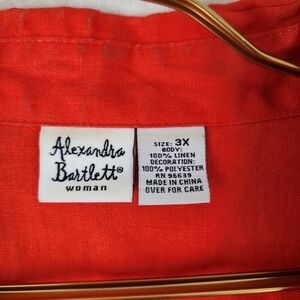 Alexandra
Bartlett®
woman
SIZE: 3X
BODY:
100% LINEN
DECORATION:
100% POLYESTER
RN 96639
MADE IN CHINA
OVER FOR CARE